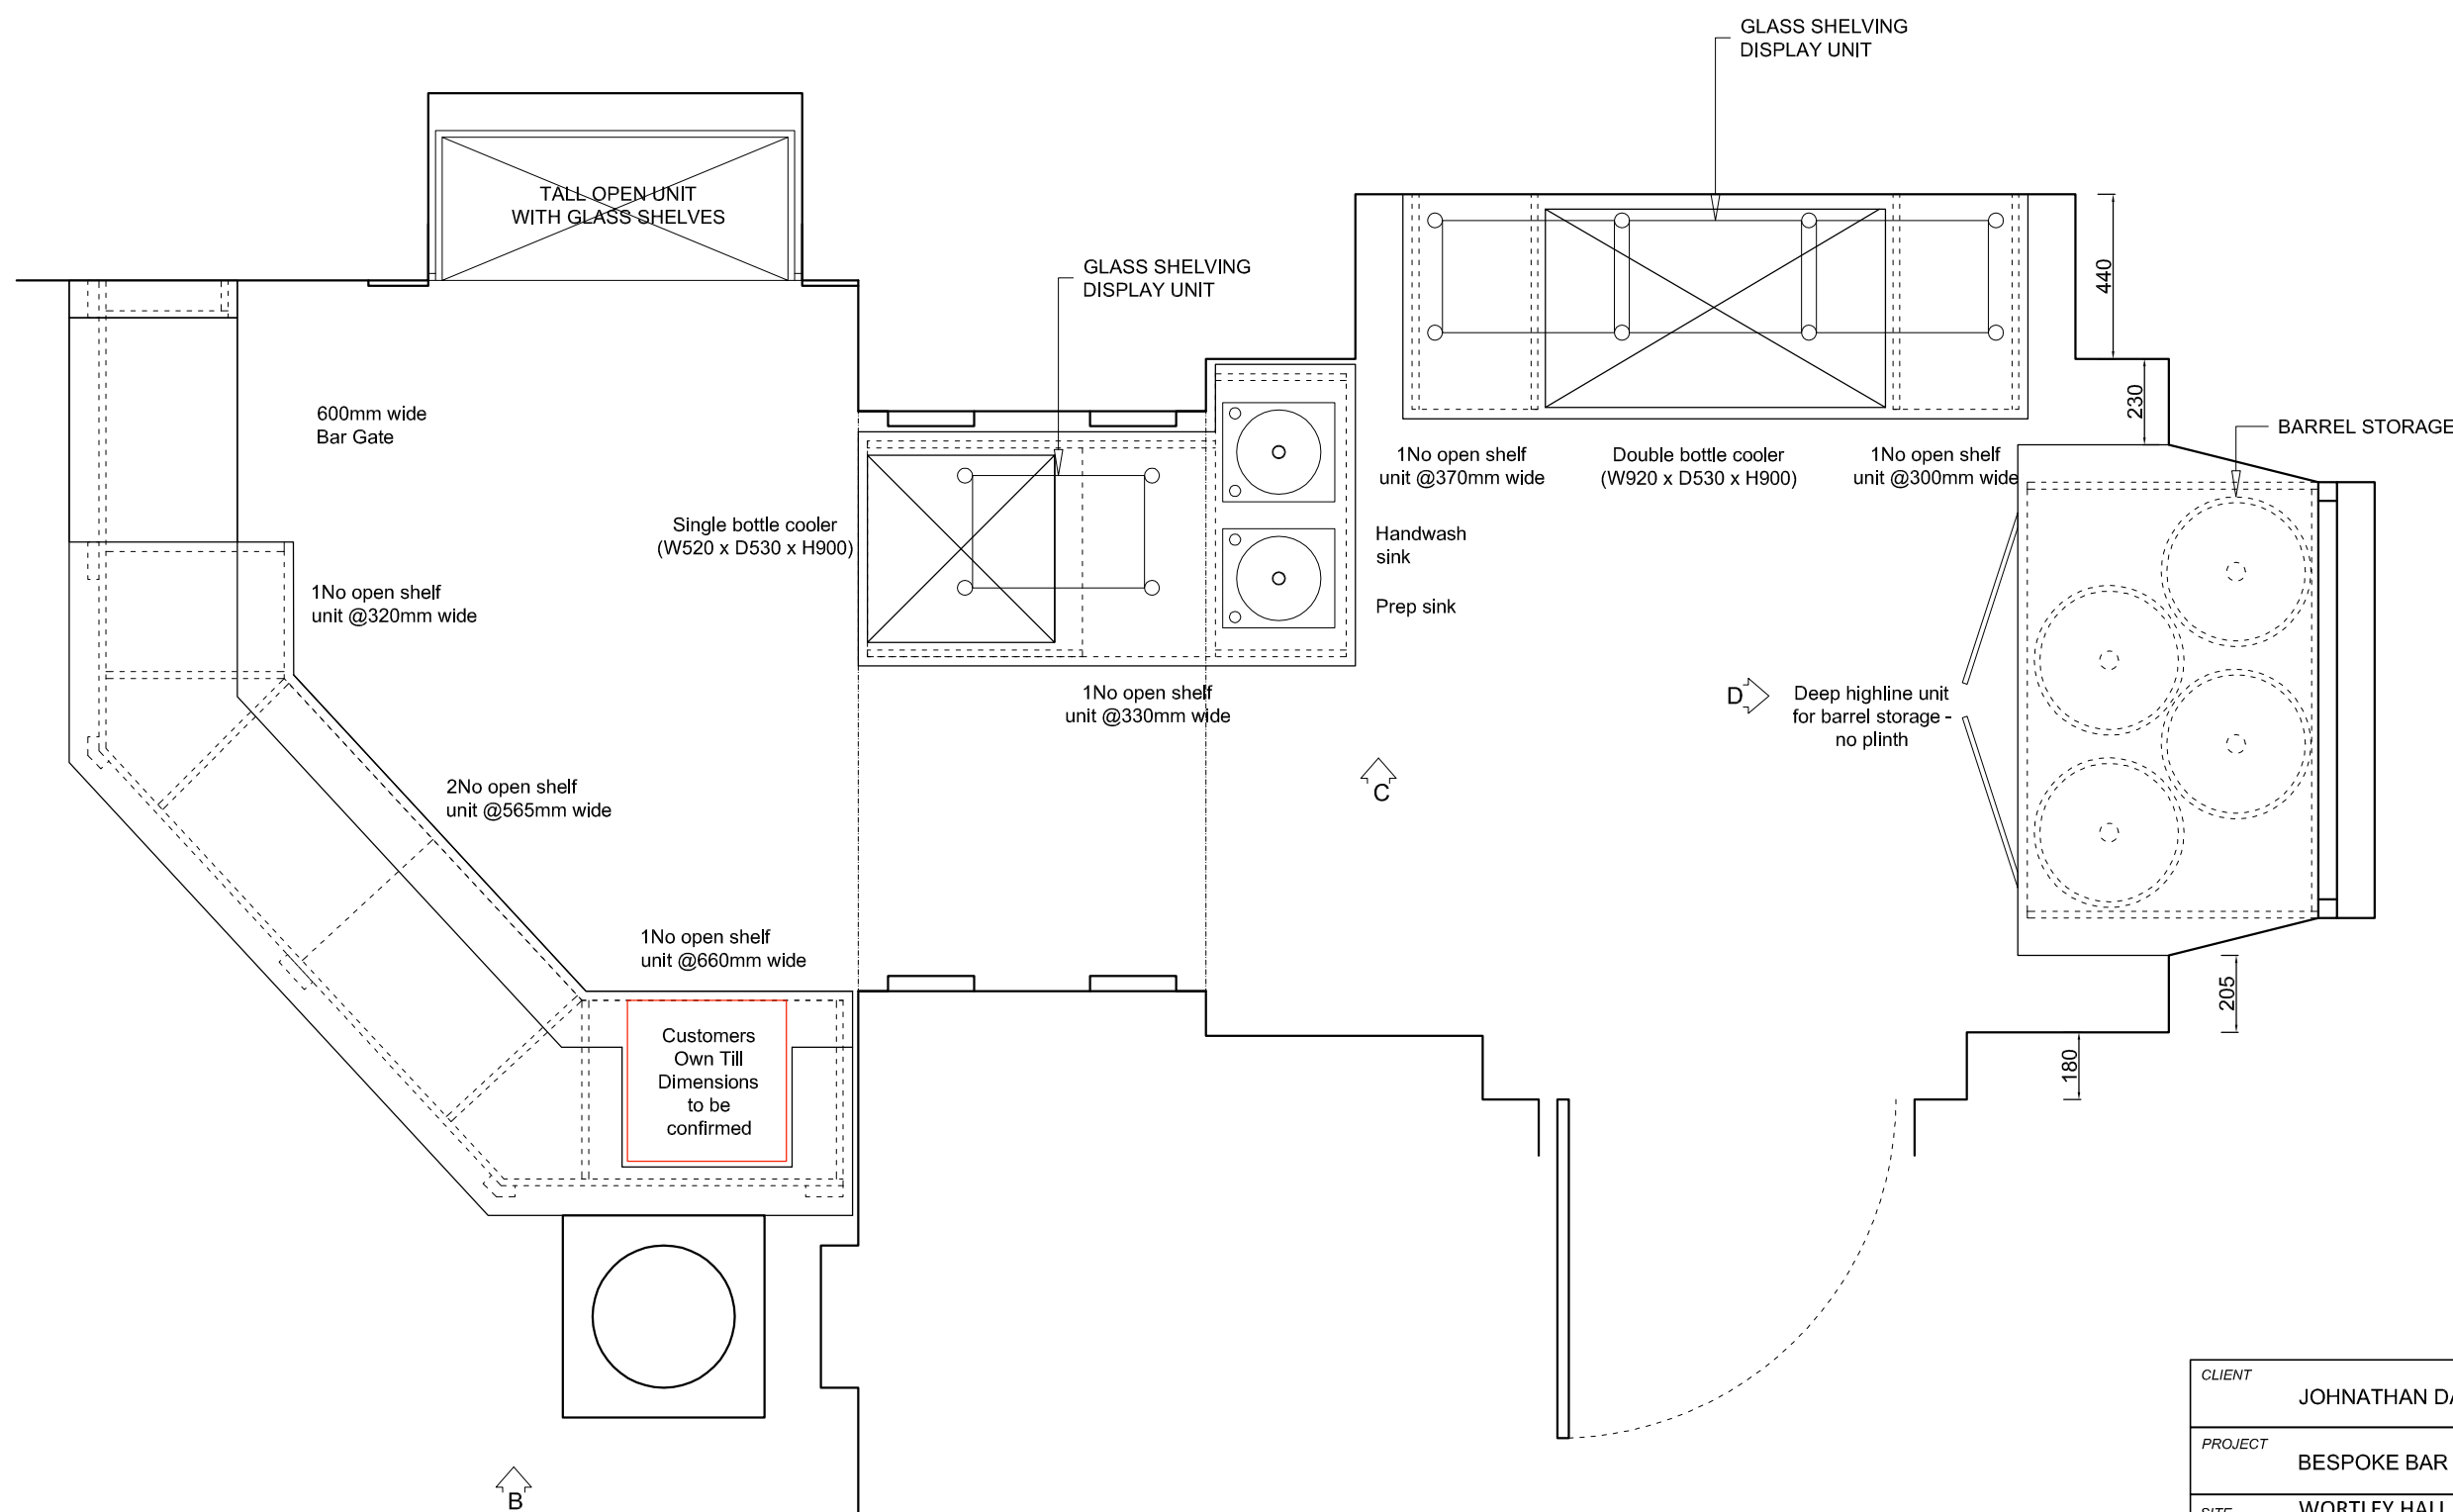 GLASS SHELVING
DISPLAY UNIT
TALL OPEN UNIT
WITH GLASS SHELVES
GLASS SHELVING
DISPLAY UNIT
440
230
BARREL STORAGE
600mm wide
Bar Gate
1No open shelf
unit @370mm wide
Double bottle cooler
(W920 x D530 x H900)
1No open shelf
unit @300mm wide
Single bottle cooler
(W520 x D530 x H900)
Handwash
sink
Prep sink
1No open shelf
unit @320mm wide
1No open shelf
unit @330mm wide
D
Deep highline unit
for barrel storage -
no plinth
C
2No open shelf
unit @565mm wide
1No open shelf
unit @660mm wide
205
180
Customers
Own Till
Dimensions
to be
confirmed
B
CLIENT
JOHNATHAN
PROJECT
BESPOKE BAR
SITE
WORTLEY HALL